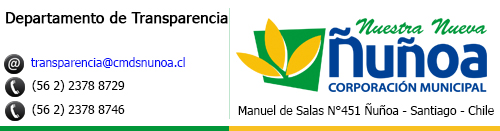 Departamento de Transparencia
@ transparencia@cmdsnunoa.cl
(56 2) 2378 8729
(56 2) 2378 8746
Nuestra Nueva
Ñuñoa
CORPORACIÓN MUNICIPAL
Manuel de Salas N°451 Ñuñoa - Santiago - Chile